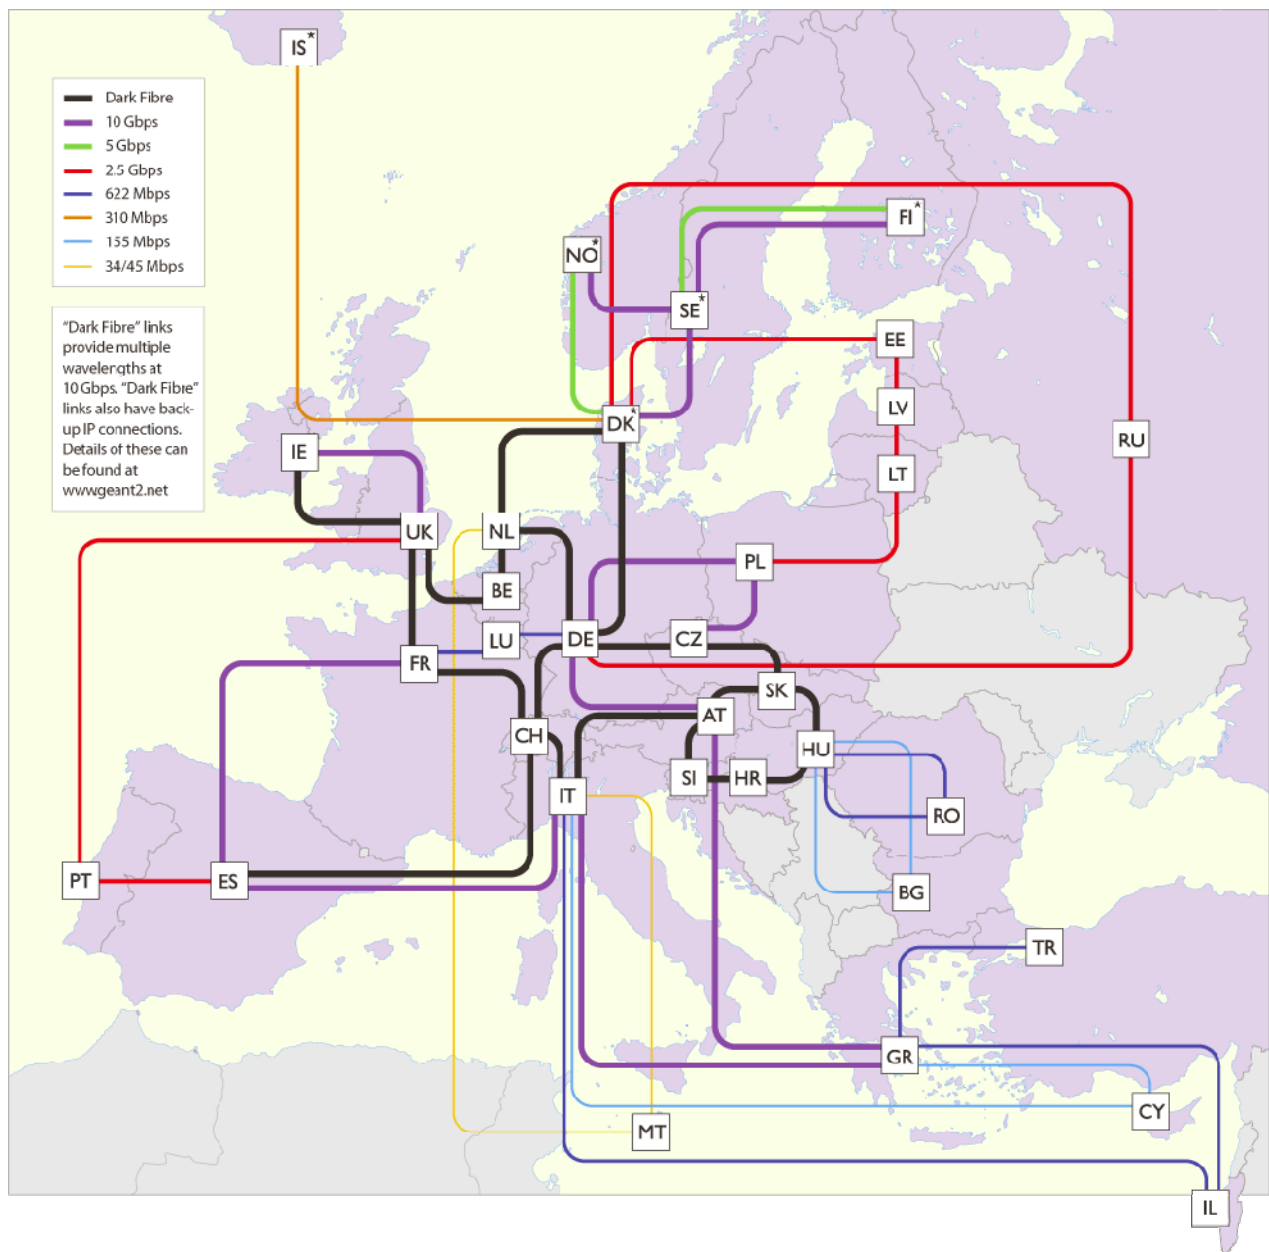 IS*
Dark Fibre
10 Gbps
5 Gbps
2.5 Gbps
622 Mbps
310 Mbps
155 Mbps
34/45 Mbps
"Dark Fibre" links
provide multiple
wavelengths at
10 Gbps. "Dark Fibre"
links also have back-
up IP connections.
Details of these can
be found at
www.geant2.net
FI*
NO*
SE*
EE
LV
DK*
RU
IE
LT
UK
NL
PL
BE
LU
DE
CZ
FR
SK
AT
CH
HU
SI
HR
IT
RO
PT
ES
BG
TR
GR
CY
MT
IL